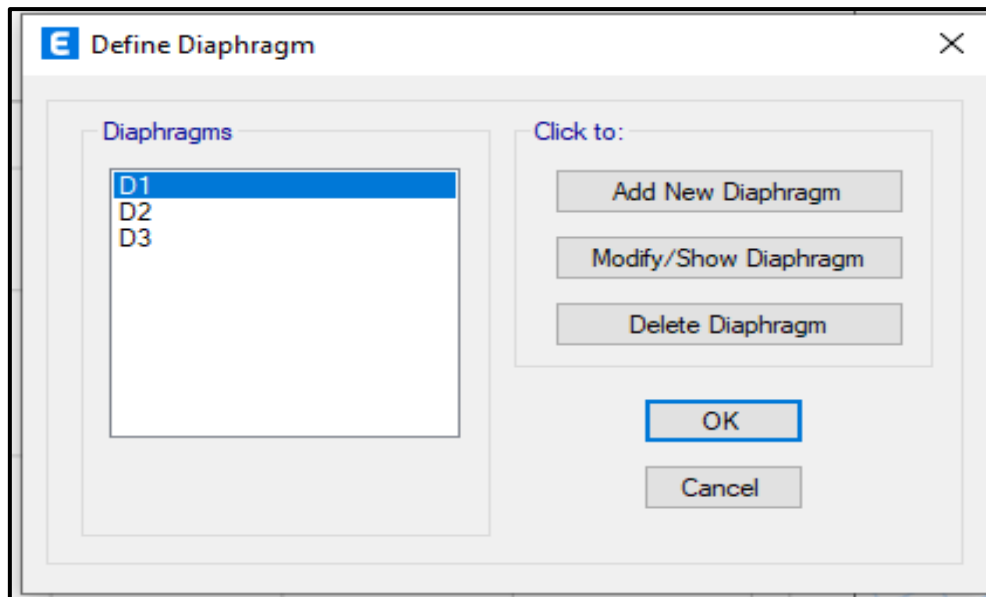 E Define Diaphragm
Diaphragms
D1
D2
D3
Click to:
Add New Diaphragm
Modify/Show Diaphragm
Delete Diaphragm
OK
Cancel